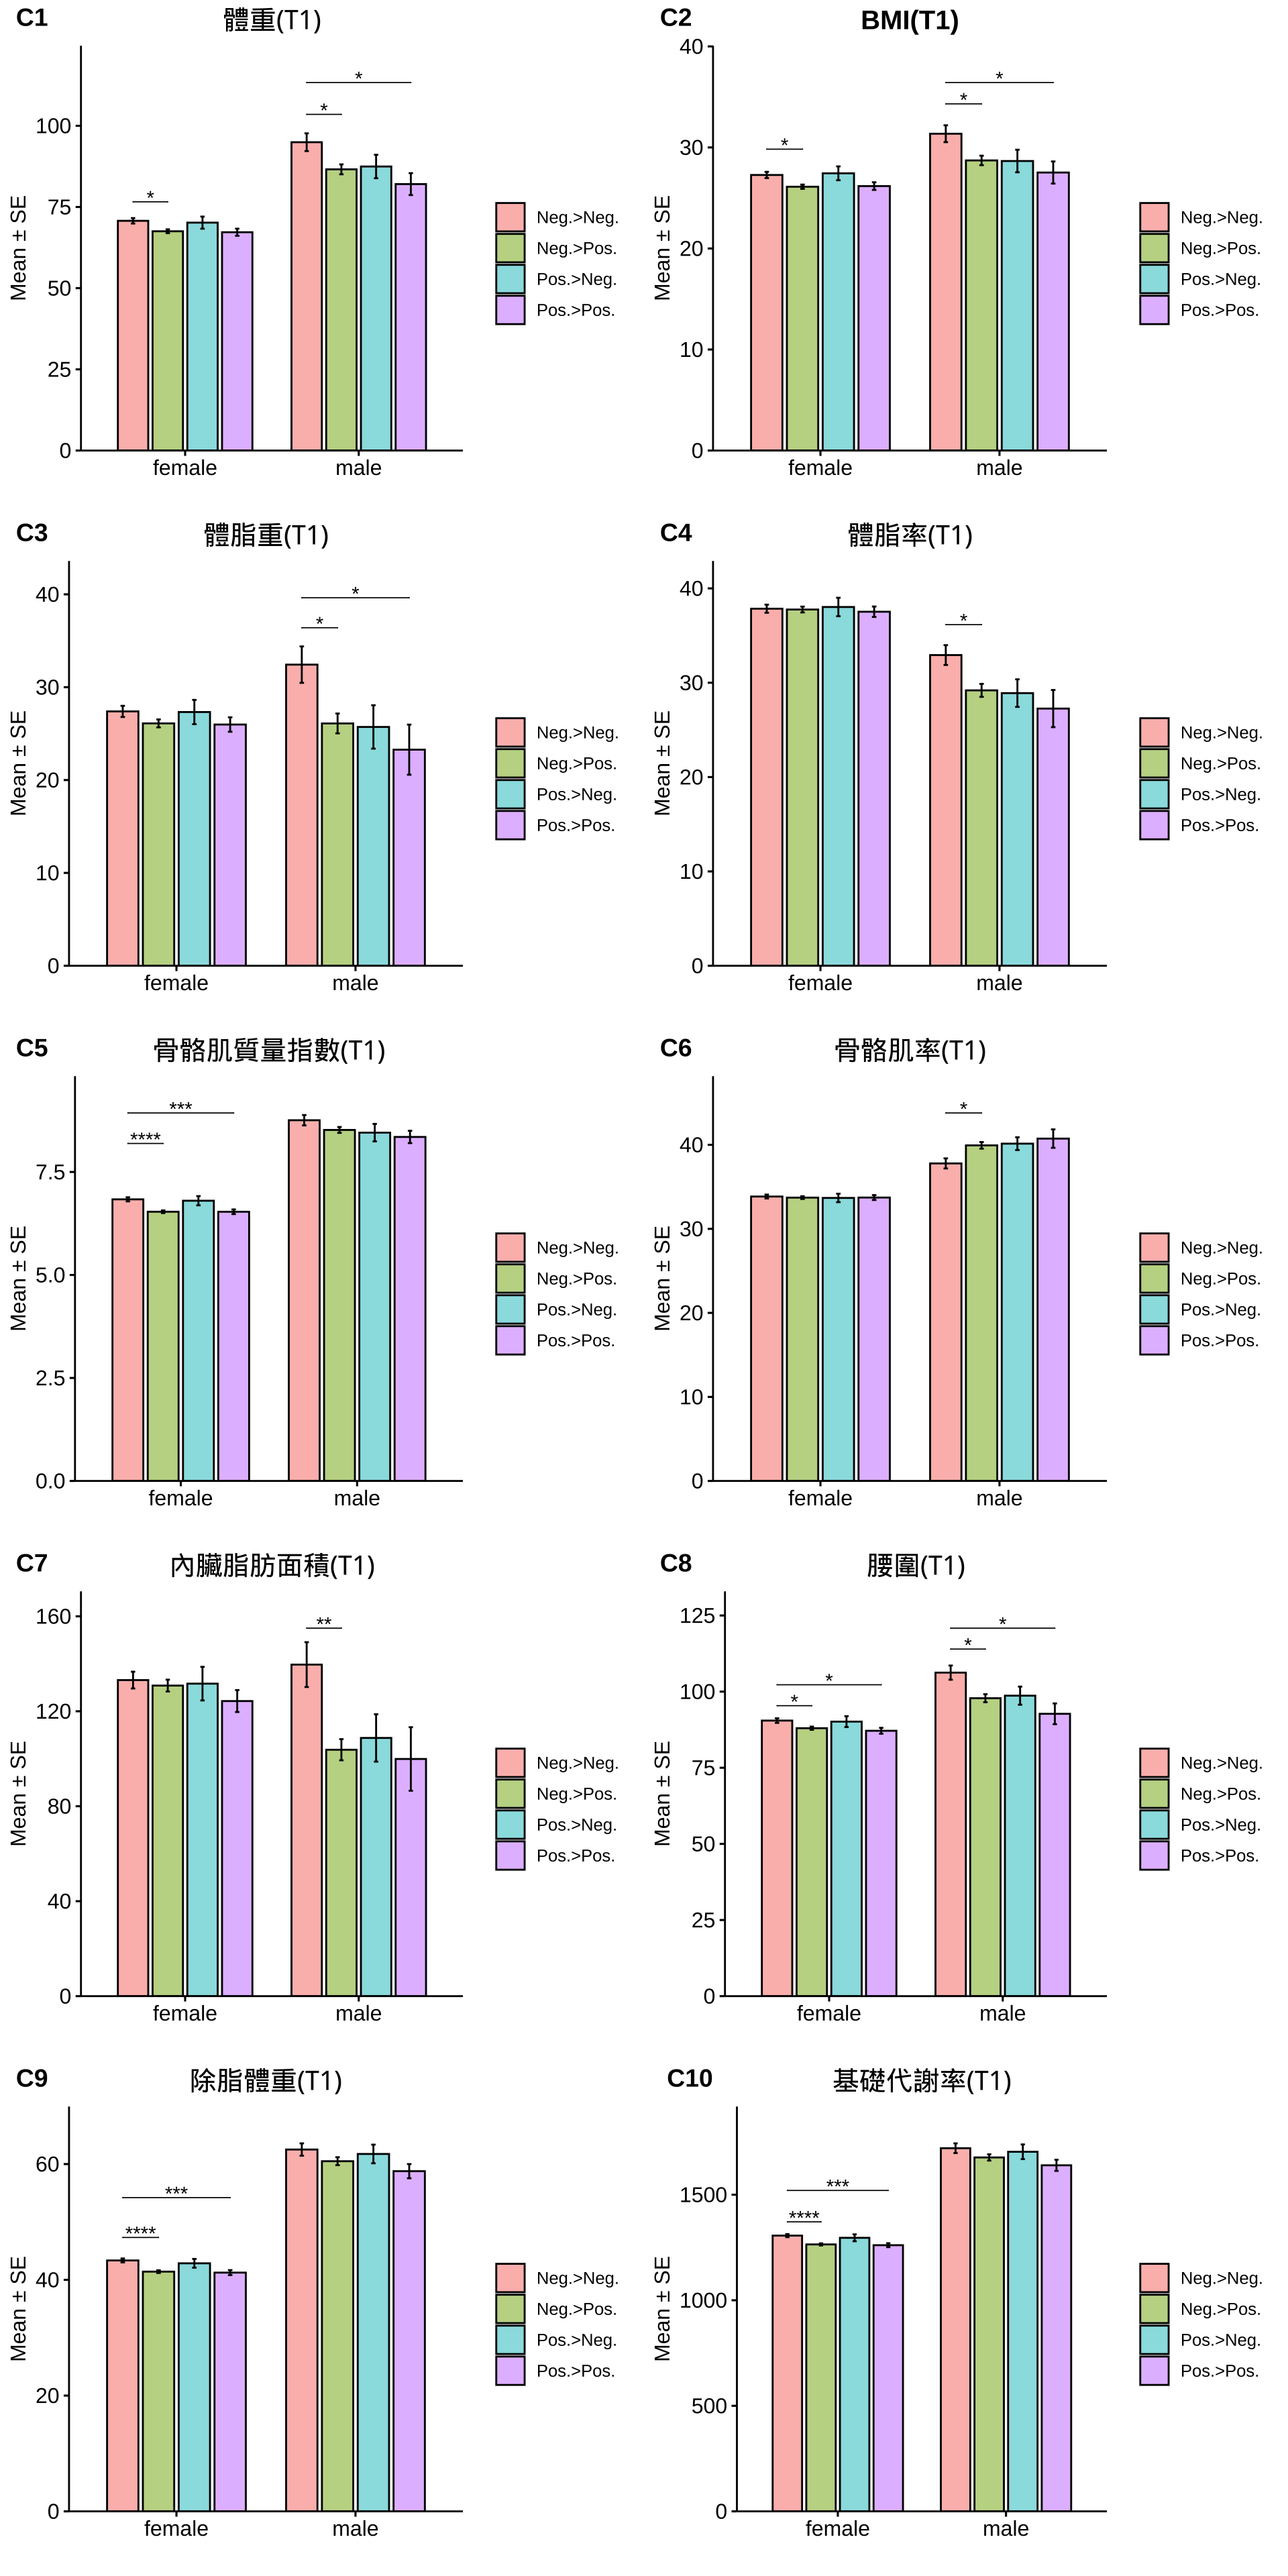 C1
體重(T1)
*
*
*
100
75
50
25
0
Mean ± SE
female
male
Neg.>Neg.
Neg.>Pos.
Pos.>Neg.
Pos.>Pos.
C2
BMI(T1)
*
*
*
40
30
20
10
0
Mean ± SE
female
male
Neg.>Neg.
Neg.>Pos.
Pos.>Neg.
Pos.>Pos.
C3
體脂重(T1)
*
*
40
30
20
10
0
Mean ± SE
female
male
Neg.>Neg.
Neg.>Pos.
Pos.>Neg.
Pos.>Pos.
C4
體脂率(T1)
*
40
30
20
10
0
Mean ± SE
female
male
Neg.>Neg.
Neg.>Pos.
Pos.>Neg.
Pos.>Pos.
C5
骨骼肌質量指數(T1)
***
****
7.5
5.0
2.5
0.0
Mean ± SE
female
male
Neg.>Neg.
Neg.>Pos.
Pos.>Neg.
Pos.>Pos.
C6
骨骼肌率(T1)
*
40
30
20
10
0
Mean ± SE
female
male
Neg.>Neg.
Neg.>Pos.
Pos.>Neg.
Pos.>Pos.
C7
內臟脂肪面積(T1)
**
160
120
80
40
0
Mean ± SE
female
male
Neg.>Neg.
Neg.>Pos.
Pos.>Neg.
Pos.>Pos.
C8
腰圍(T1)
*
*
*
*
125
100
75
50
25
0
Mean ± SE
female
male
Neg.>Neg.
Neg.>Pos.
Pos.>Neg.
Pos.>Pos.
C9
除脂體重(T1)
***
****
60
40
20
0
Mean ± SE
female
male
Neg.>Neg.
Neg.>Pos.
Pos.>Neg.
Pos.>Pos.
C10
基礎代謝率(T1)
***
****
1500
1000
500
0
Mean ± SE
female
male
Neg.>Neg.
Neg.>Pos.
Pos.>Neg.
Pos.>Pos.